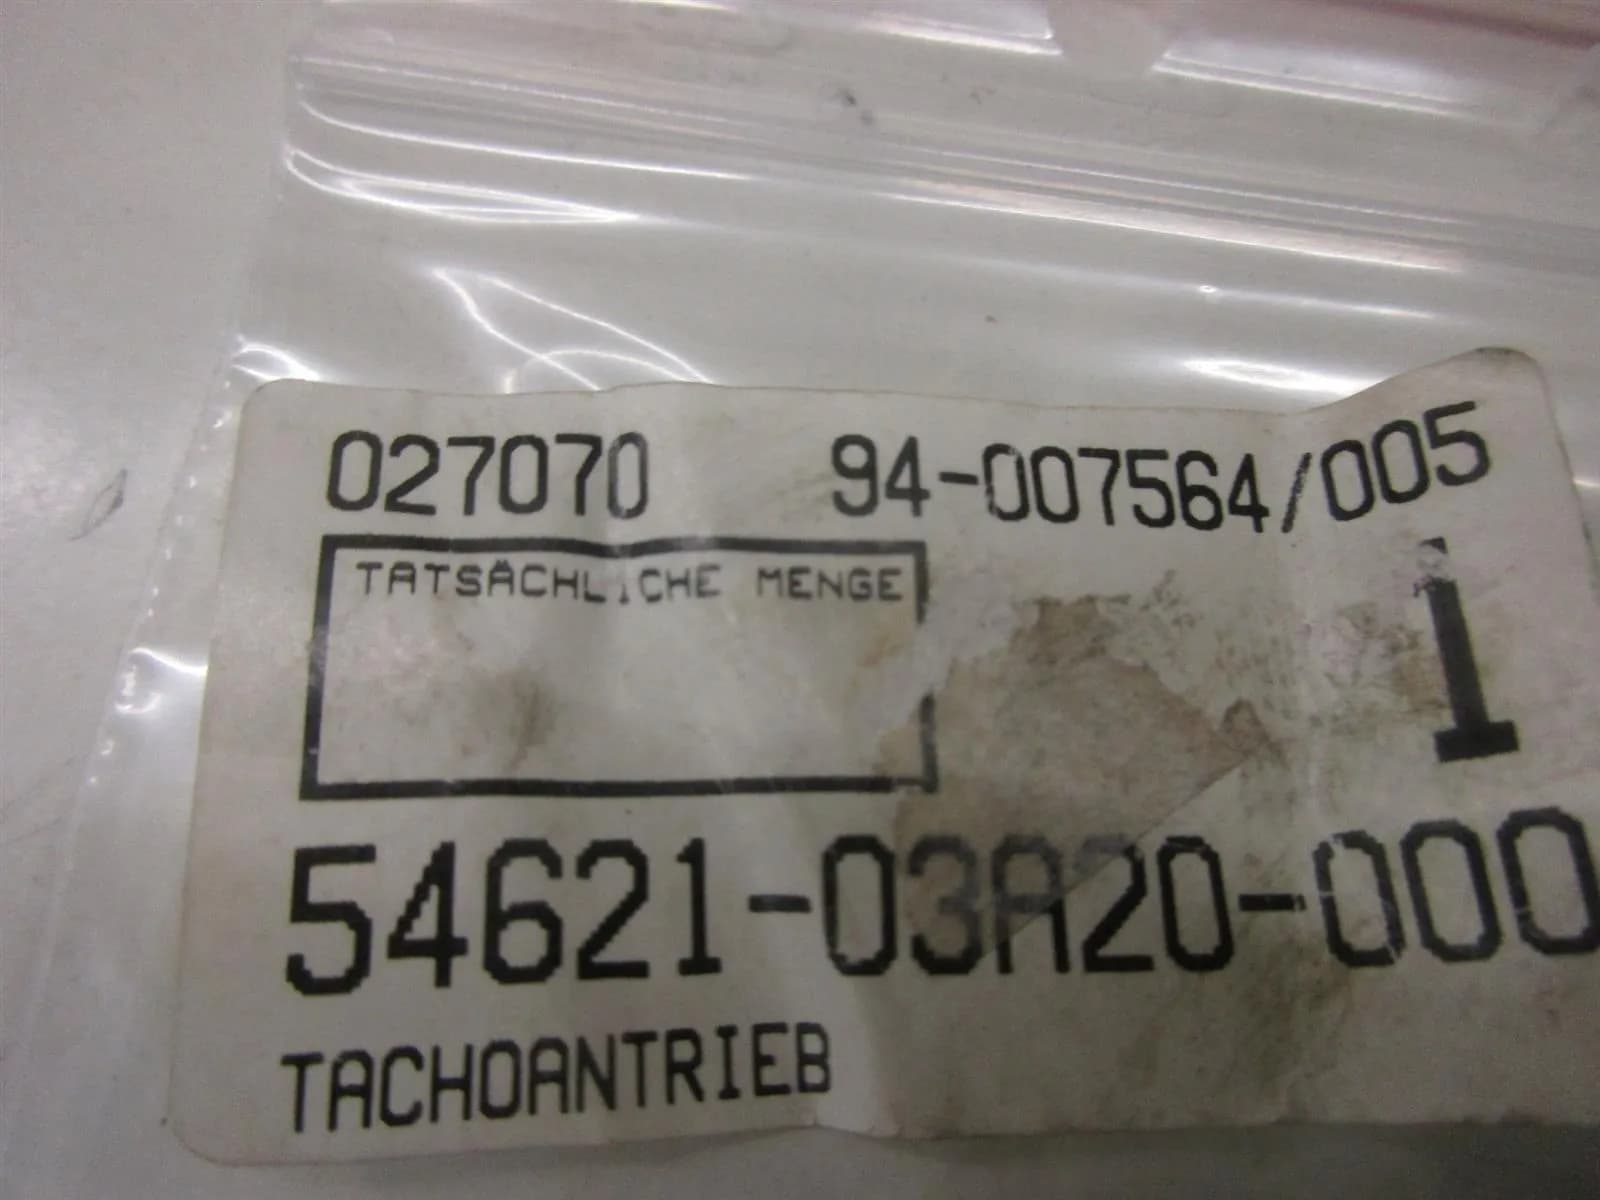 027070 94-007564/005
TATSÄCHLICHE MENGE
1
54621-03A20-000
TACHOANTRIEB